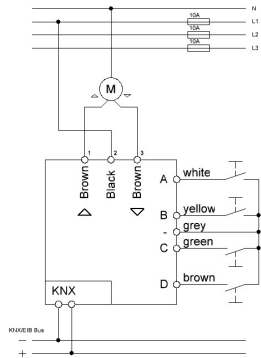 N
10A
L1
10A
L2
10A
L3
M
1
2
3
Brown
Black
Brown
A
white
B
yellow
-
grey
C
green
D
brown
KNX
KNX/EIB Bus
−
+